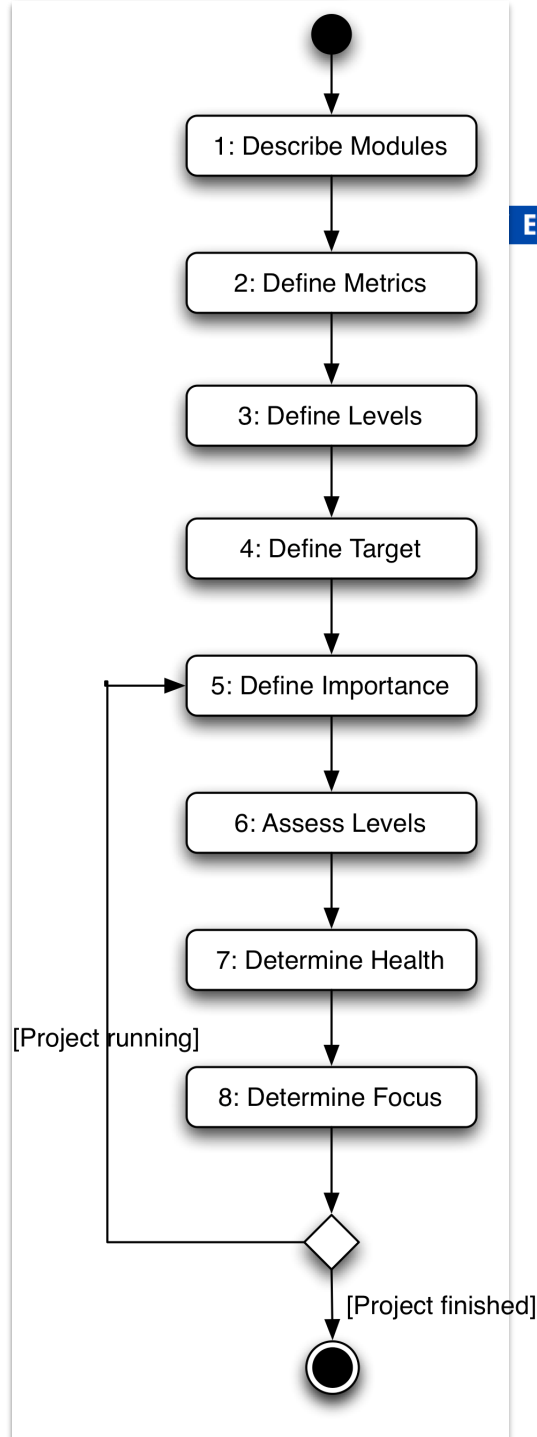 1: Describe Modules
E
2: Define Metrics
3: Define Levels
4: Define Target
5: Define Importance
6: Assess Levels
7: Determine Health
[Project running]
8: Determine Focus
[Project finished]